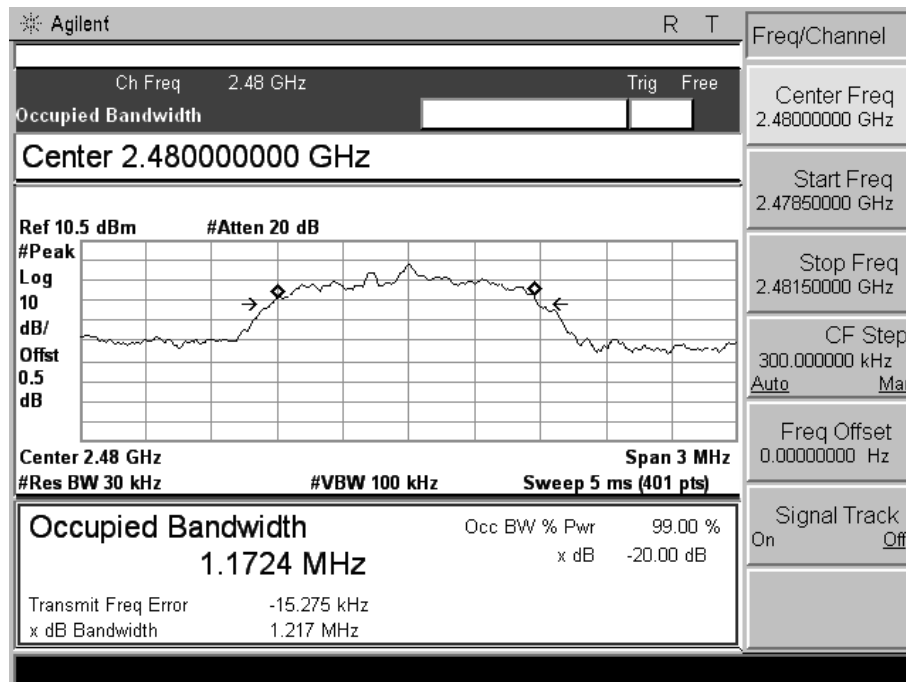 Agilent R T
Ch Freq 2.48 GHz Trig Free
Occupied Bandwidth
Center 2.480000000 GHz
Ref 10.5 dBm #Atten 20 dB
#Peak
Log
10
dB/
Offst
0.5
dB
Center 2.48 GHz Span 3 MHz
#Res BW 30 kHz #VBW 100 kHz Sweep 5 ms (401 pts)
Occupied Bandwidth Occ BW % Pwr 99.00 %
1.1724 MHz x dB -20.00 dB
Transmit Freq Error -15.275 kHz
x dB Bandwidth 1.217 MHz
Freq/Channel
Center Freq
2.48000000 GHz
Start Freq
2.47850000 GHz
Stop Freq
2.48150000 GHz
CF Step
300.000000 kHz
Auto Ma
Freq Offset
0.00000000 Hz
Signal Track
On Off